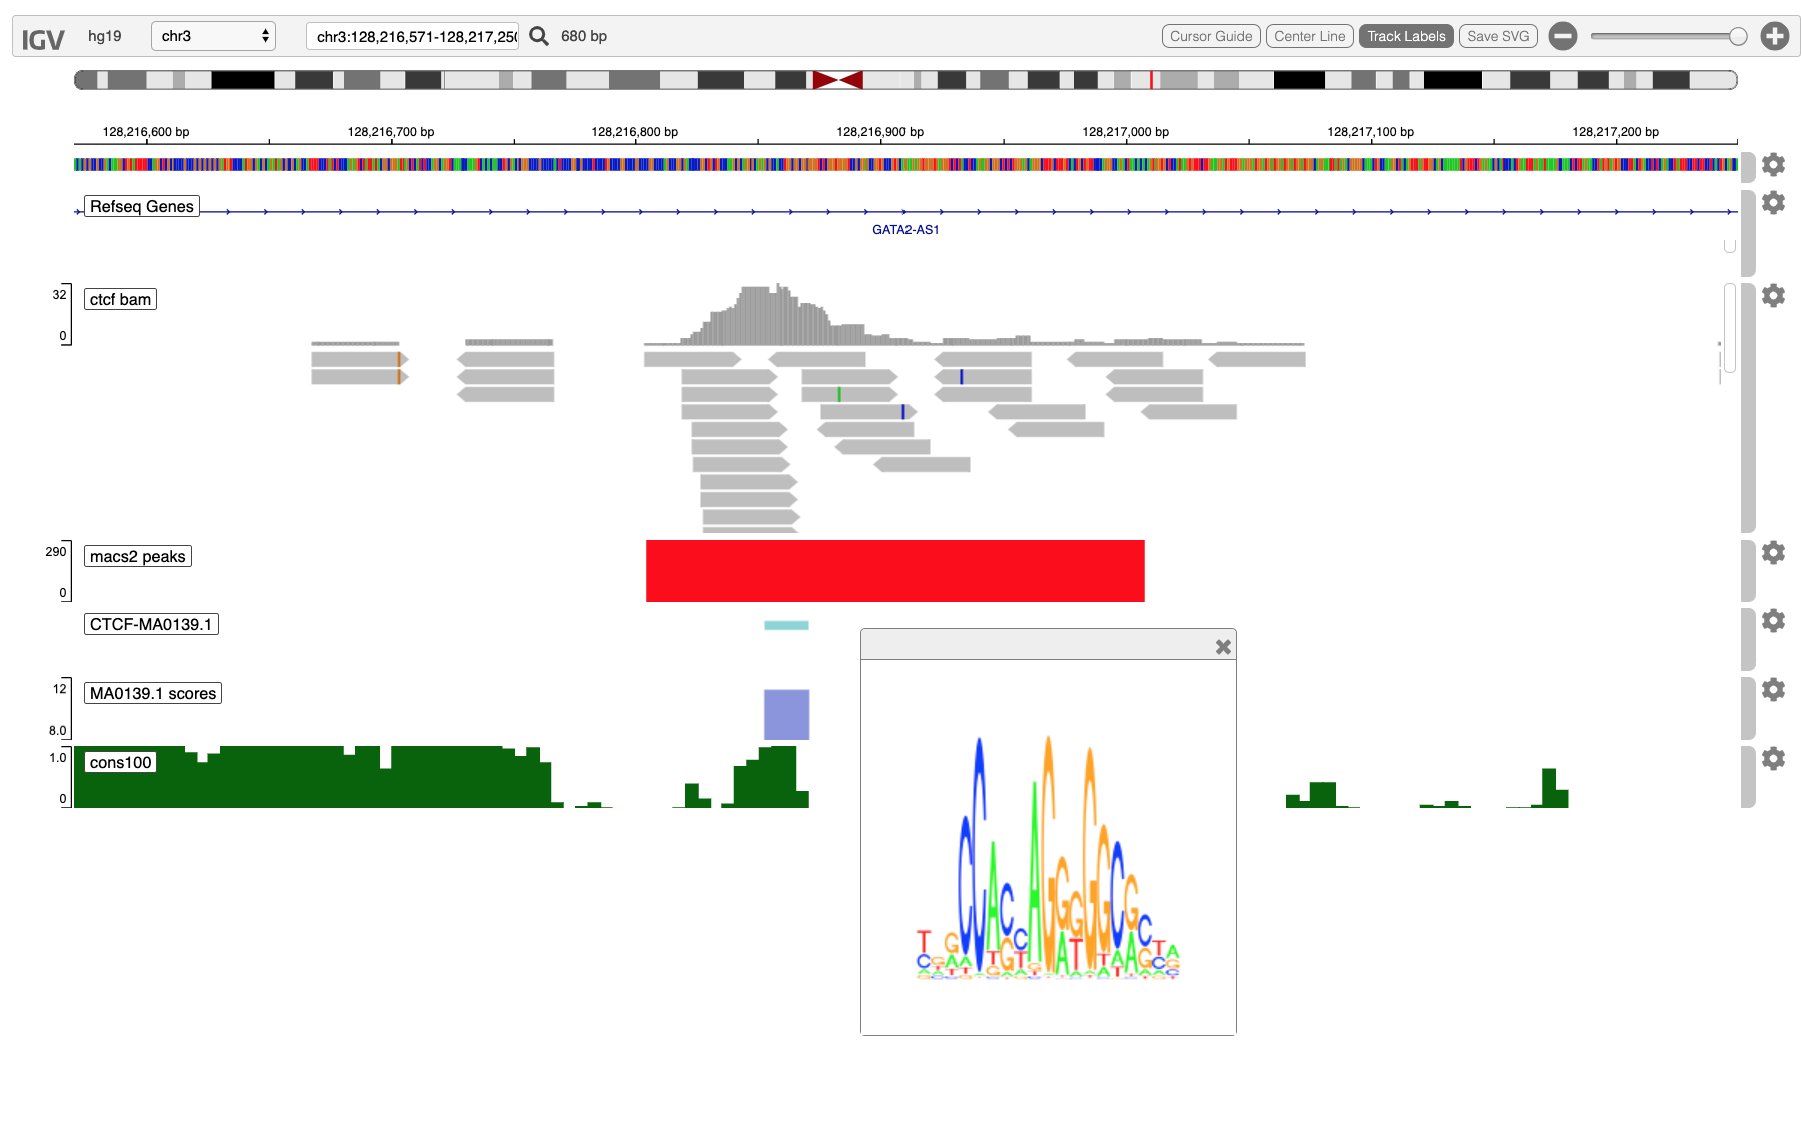 IGV hg19 chr3 chr3:128,216,571-128,217,25 680 bp Cursor Guide Center Line Track Labels Save SVG
128,216,600 bp 128,216,700 bp 128,216,800 bp 128,216,900 bp 128,217,000 bp 128,217,100 bp 128,217,200 bp
Refseq Genes
GATA2-AS1
32
ctcf bam
0
290
macs2 peaks
0
CTCF-MA0139.1
12
MA0139.1 scores
8.0
1.0
cons100
0